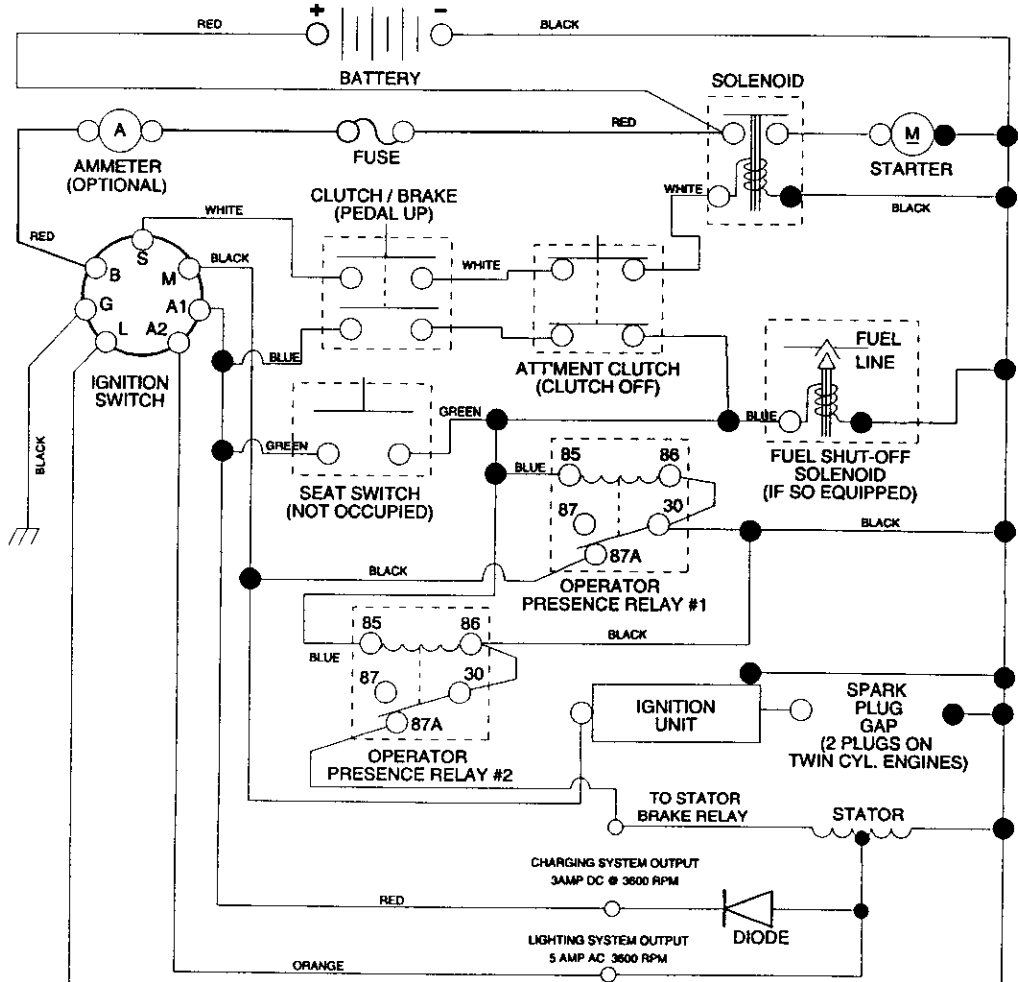 +
-
RED
BLACK
BATTERY
SOLENOID
A
RED
M
AMMETER
(OPTIONAL)
FUSE
STARTER
CLUTCH / BRAKE
(PEDAL UP)
WHITE
WHITE
BLACK
RED
S
BLACK
WHITE
B
M
G
A1
L
A2
IGNITION
SWITCH
BLUE
ATT'MENT CLUTCH
(CLUTCH OFF)
FUEL
LINE
BLUE
FUEL SHUT-OFF
SOLENOID
(IF SO EQUIPPED)
BLACK
GREEN
GREEN
SEAT SWITCH
(NOT OCCUPIED)
BLUE
85
86
87
30
87A
BLACK
BLACK
OPERATOR
PRESENCE RELAY #1
85
86
BLACK
BLUE
87
30
87A
OPERATOR
PRESENCE RELAY #2
IGNITION
UNIT
SPARK
PLUG
GAP
(2 PLUGS ON
TWIN CYL. ENGINES)
TO STATOR
BRAKE RELAY
STATOR
CHARGING SYSTEM OUTPUT
3AMP DC @ 3600 RPM
RED
DIODE
LIGHTING SYSTEM OUTPUT
5 AMP AC 3600 RPM
ORANGE